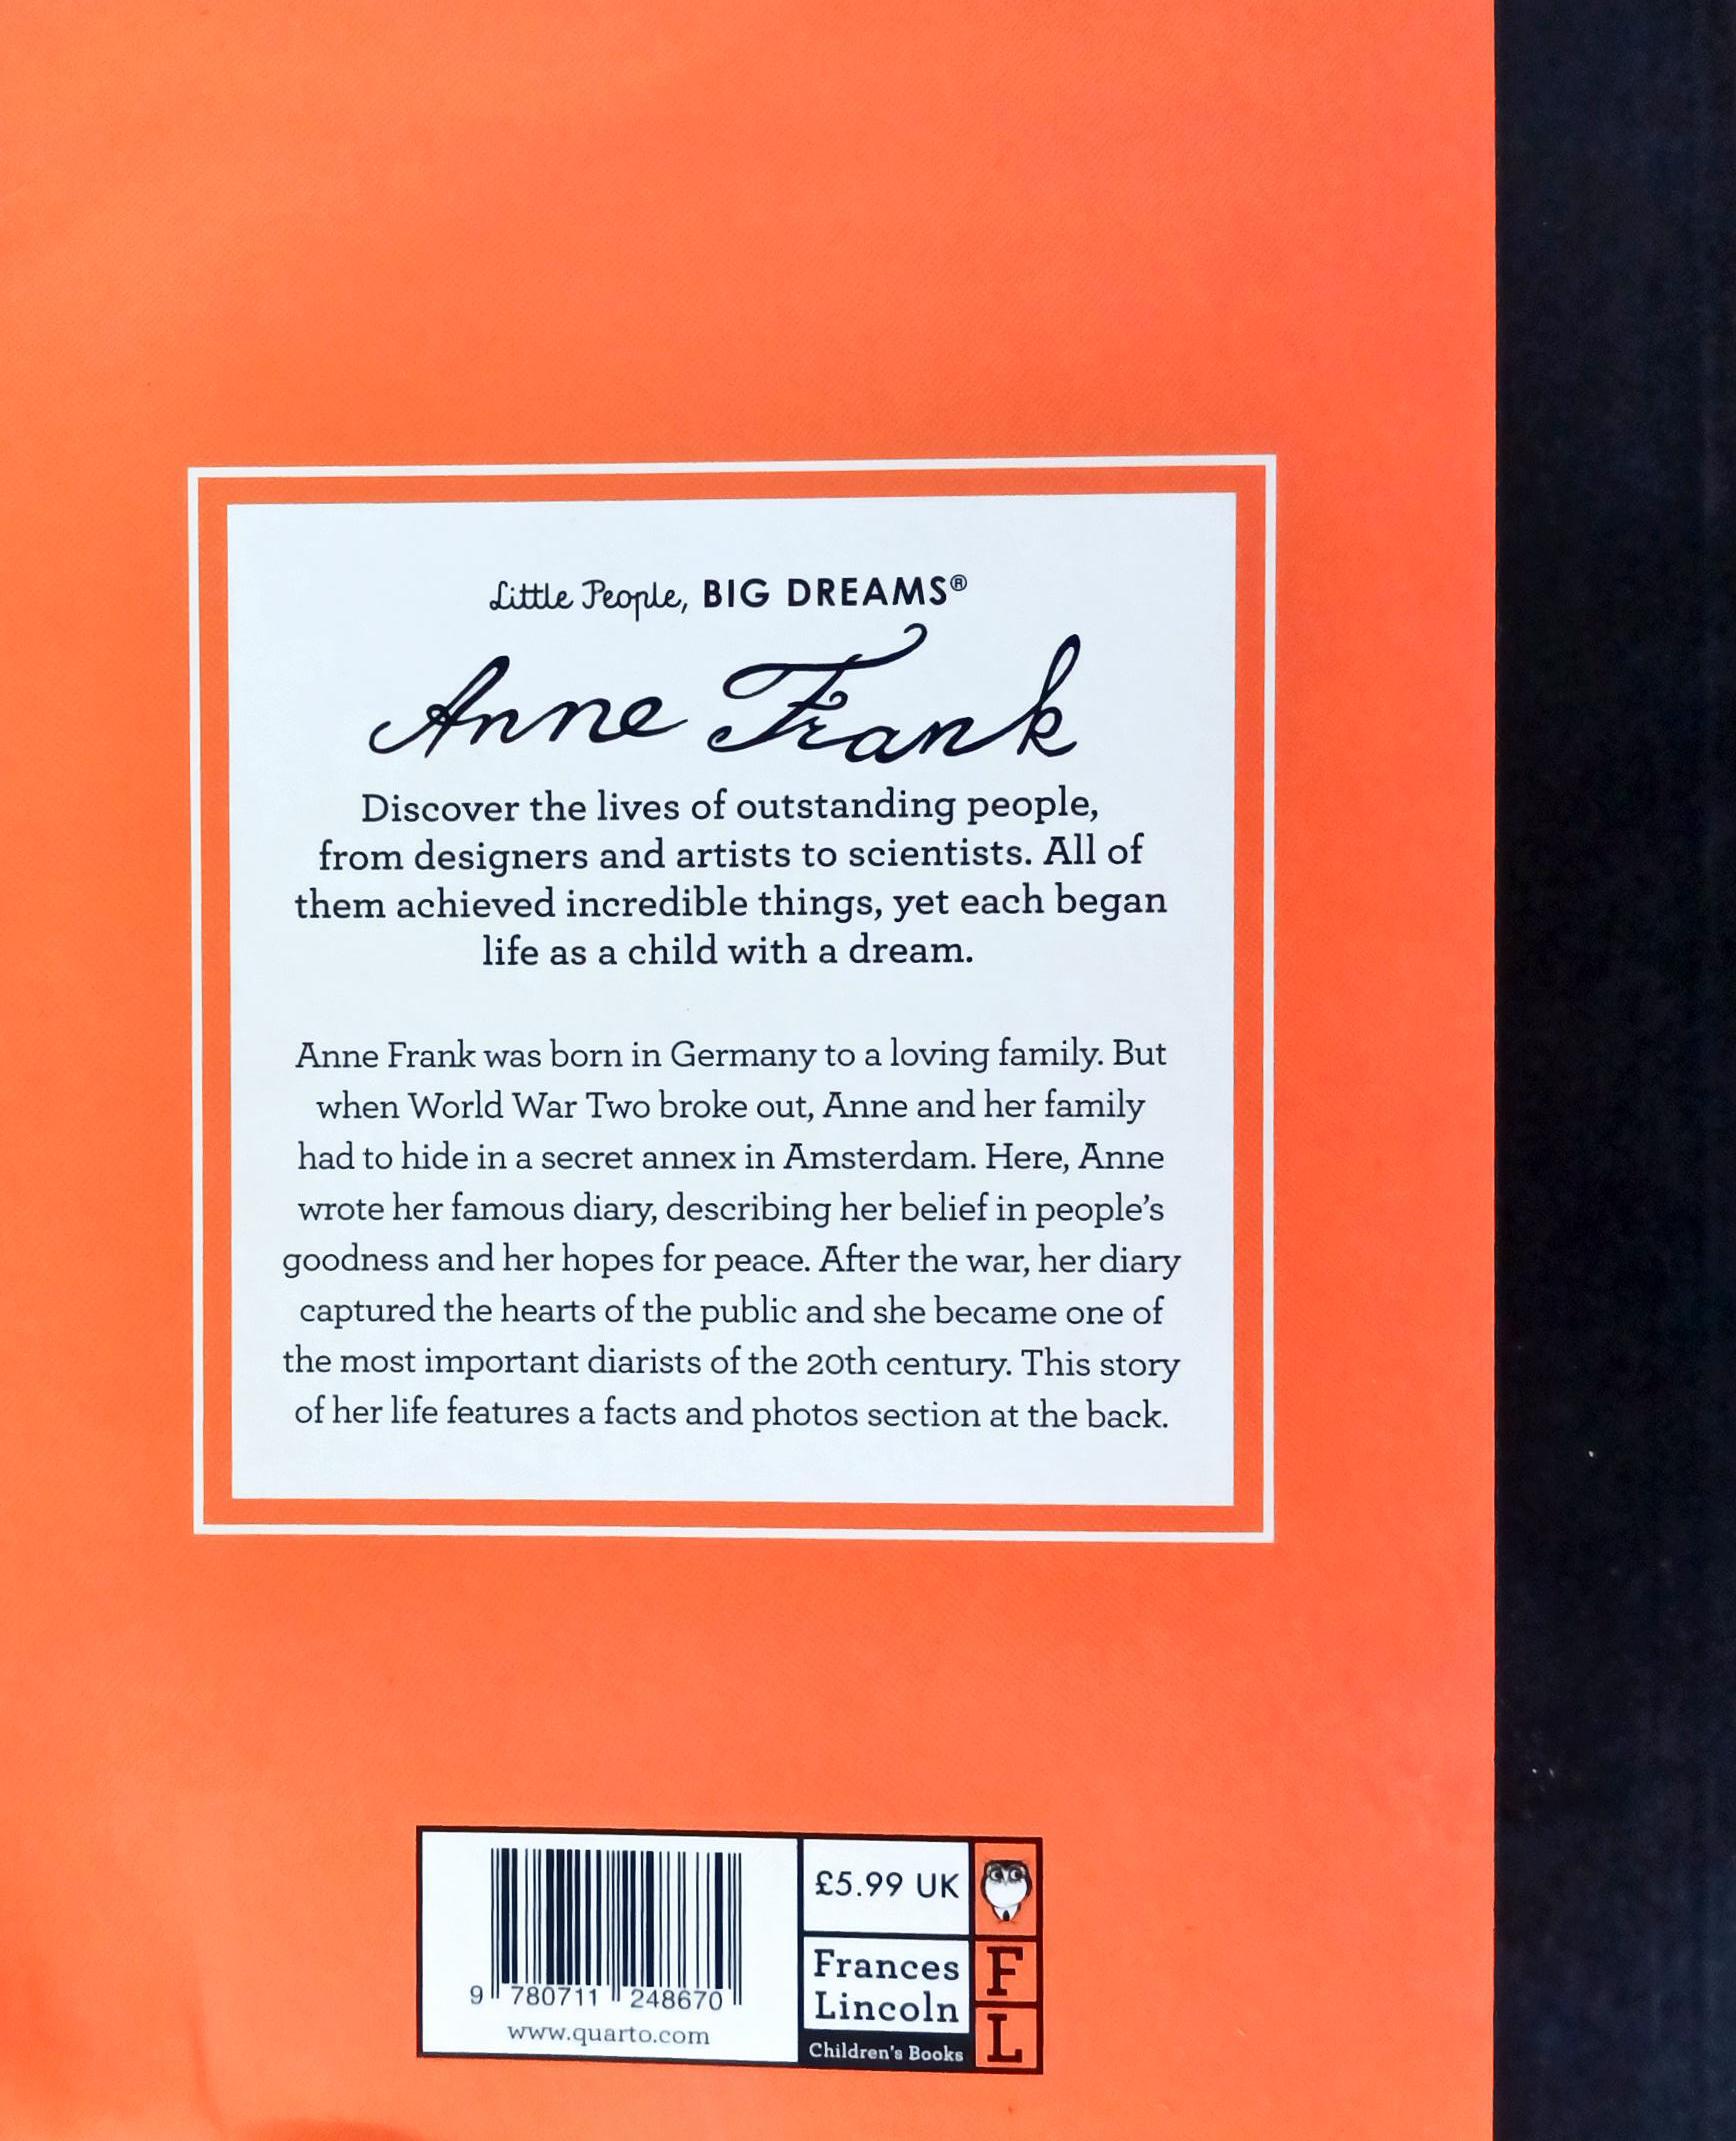 Little People, BIG DREAMS®
Anne Frank
Discover the lives of outstanding people,
from designers and artists to scientists. All of
them achieved incredible things, yet each began
life as a child with a dream.
Anne Frank was born in Germany to a loving family. But
when World War Two broke out, Anne and her family
had to hide in a secret annex in Amsterdam. Here, Anne
wrote her famous diary, describing her belief in people’s
goodness and her hopes for peace. After the war, her diary
captured the hearts of the public and she became one of
the most important diarists of the 20th century. This story
of her life features a facts and photos section at the back.
9 780711 248670
www.quarto.com
£5.99 UK
Frances
Lincoln
Children's Books
F
L